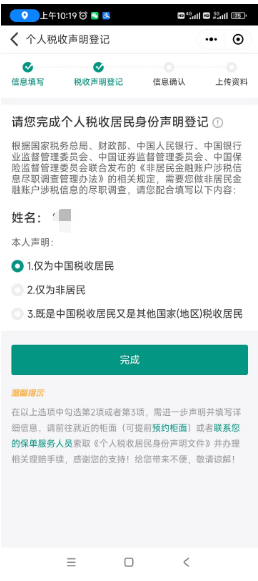 上午10:19
个人税收声明登记
信息填写
税收声明登记
信息确认
上传资料
请您完成个人税收居民身份声明登记
根据国家税务总局、财政部、中国人民银行、中国银行
业监督管理委员会、中国证券监督管理委员会、中国保
险监督管理委员会联合发布的《非居民金融账户涉税信
息尽职调查管理办法》的相关规定，需要您做非居民金
融账户涉税信息的尽职调查，请您配合填写以下内容：
姓名：
本人声明：
1.仅为中国税收居民
2.仅为非居民
3.既是中国税收居民又是其他国家(地区)税收居民
完成
温馨提示
在以上选项中勾选第2项或者第3项，需进一步声明并填写详
细信息，请前往就近的柜面（可提前预约柜面）或者联系您
的保单服务人员索取《个人税收居民身份声明文件》并办理
相关理赔手续，感谢您的支持！给您带来不便，敬请谅解！